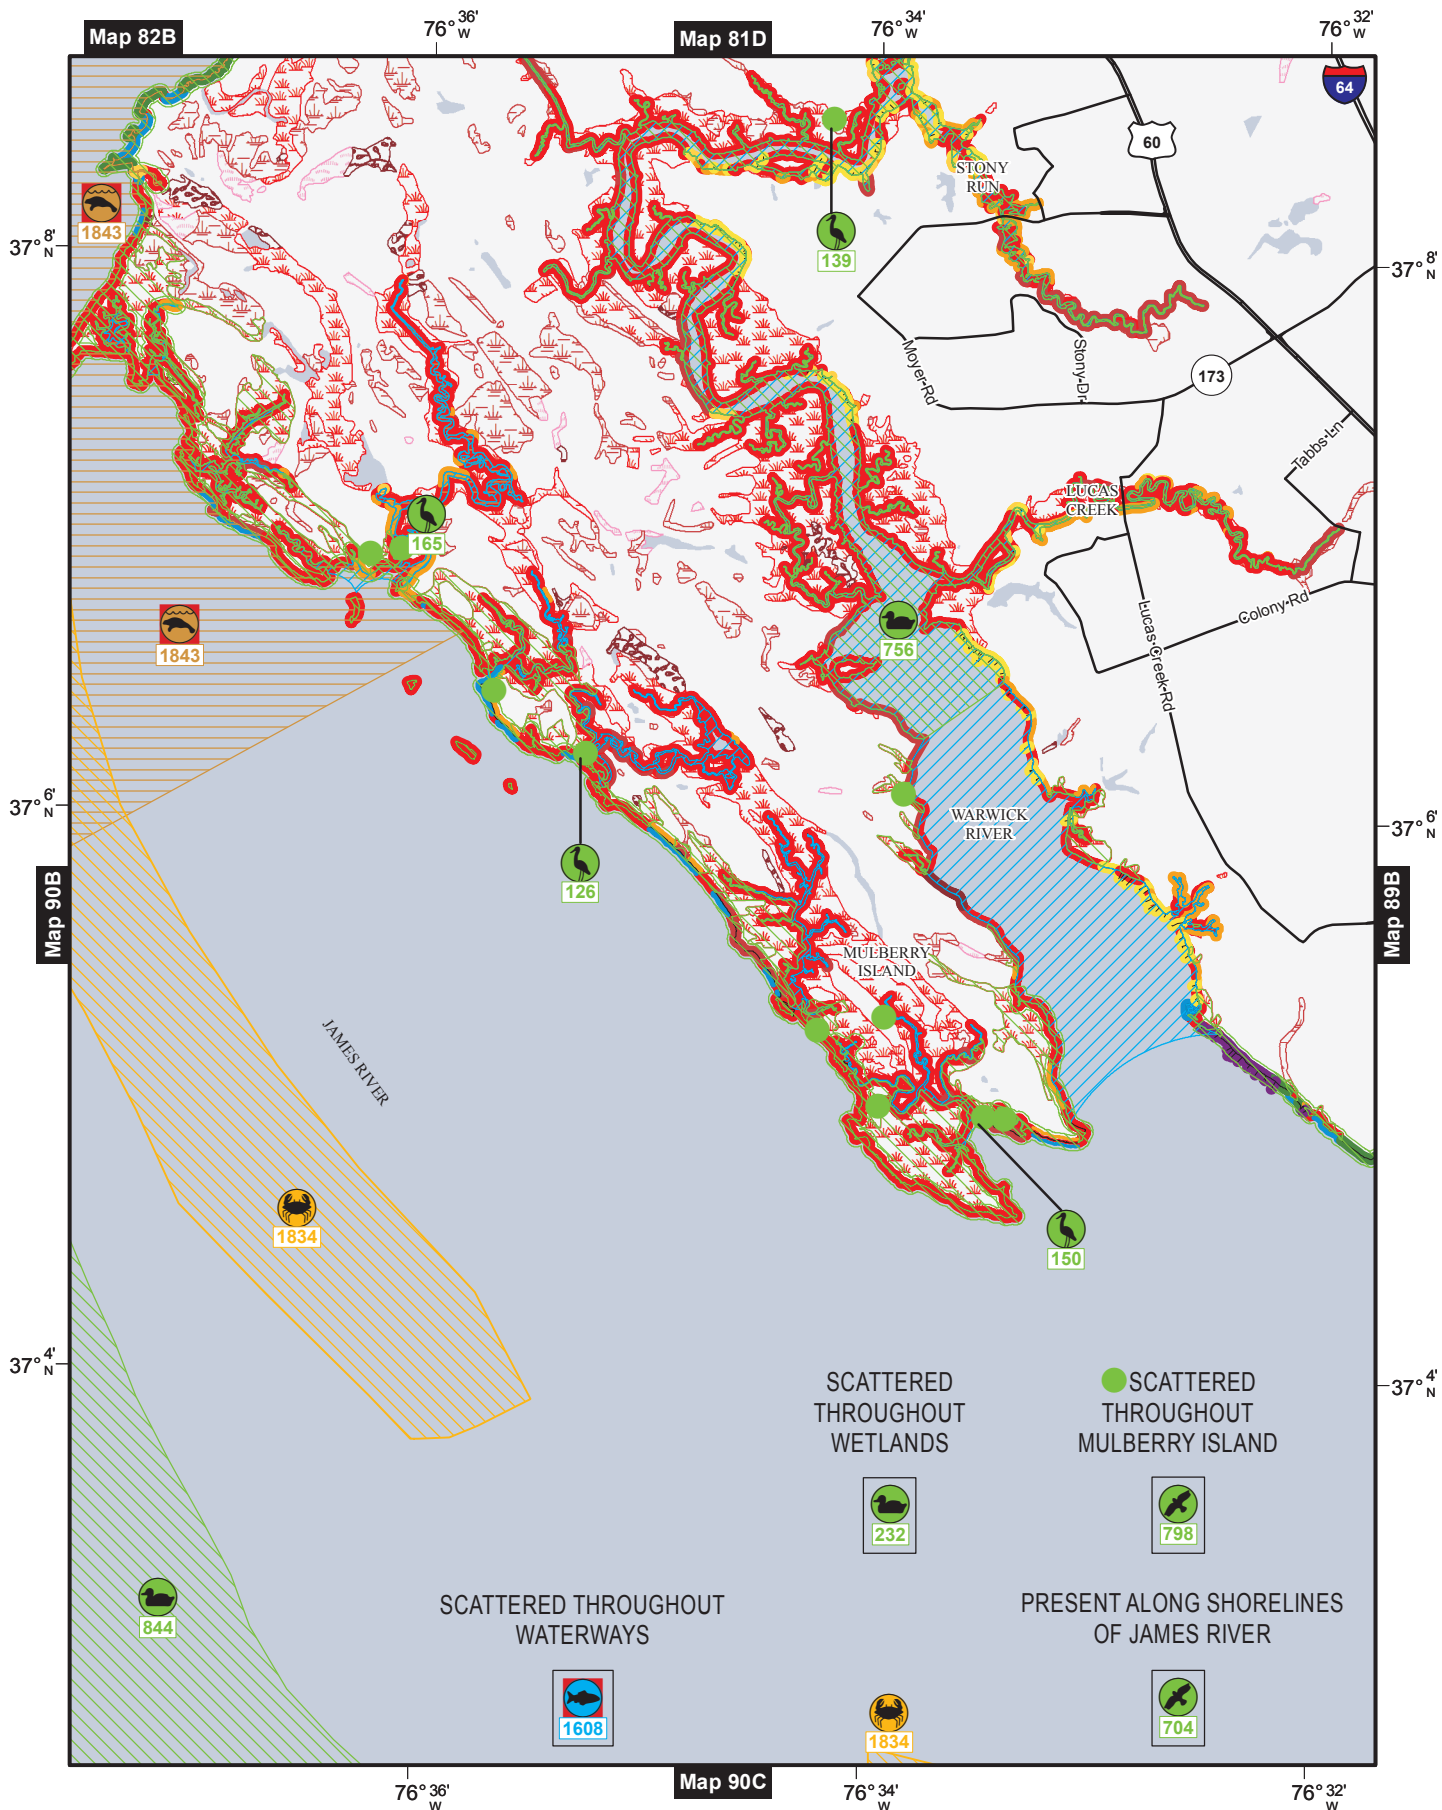 Map 82B
76° 36' W
Map 81D
76° 34' W
76° 32' W
64
60
STONY
RUN
1843
139
37° 8' N
37° 8' N
Moyer Rd
Stony Dr
173
Tabbs Ln
LUCAS
CREEK
165
1843
756
Colony Rd
Lucas Creek Rd
37° 6' N
37° 6' N
WARWICK
RIVER
126
Map 90B
Map 89B
MULBERRY
ISLAND
JAMES RIVER
1834
150
37° 4' N
37° 4' N
SCATTERED
THROUGHOUT
WETLANDS
232
SCATTERED
THROUGHOUT
MULBERRY ISLAND
798
844
SCATTERED THROUGHOUT
WATERWAYS
1608
PRESENT ALONG SHORELINES
OF JAMES RIVER
704
1834
76° 36' W
Map 90C
76° 34' W
76° 32' W